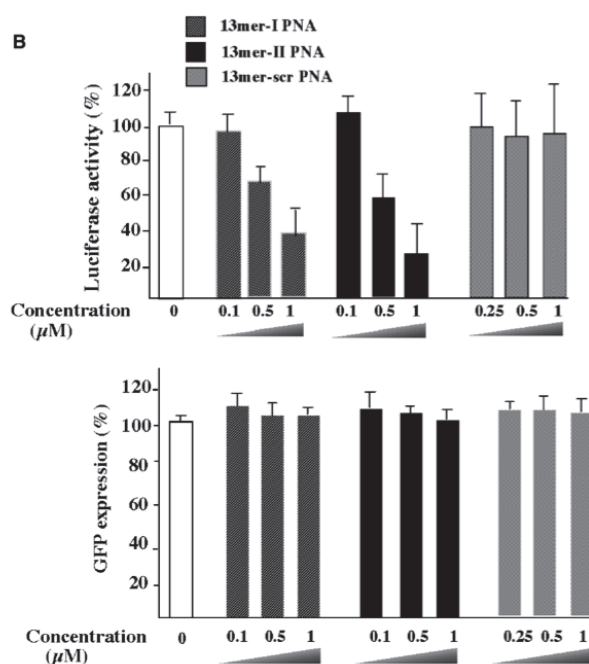 B
13mer-I PNA
13mer-II PNA
13mer-scr PNA
Luciferase activity (%)
120
100
80
60
40
20
Concentration
(µM)
0 0.1 0.5 1 0.1 0.5 1 0.25 0.5 1
GFP expression (%)
120
100
80
60
40
20
Concentration
(µM)
0 0.1 0.5 1 0.1 0.5 1 0.25 0.5 1